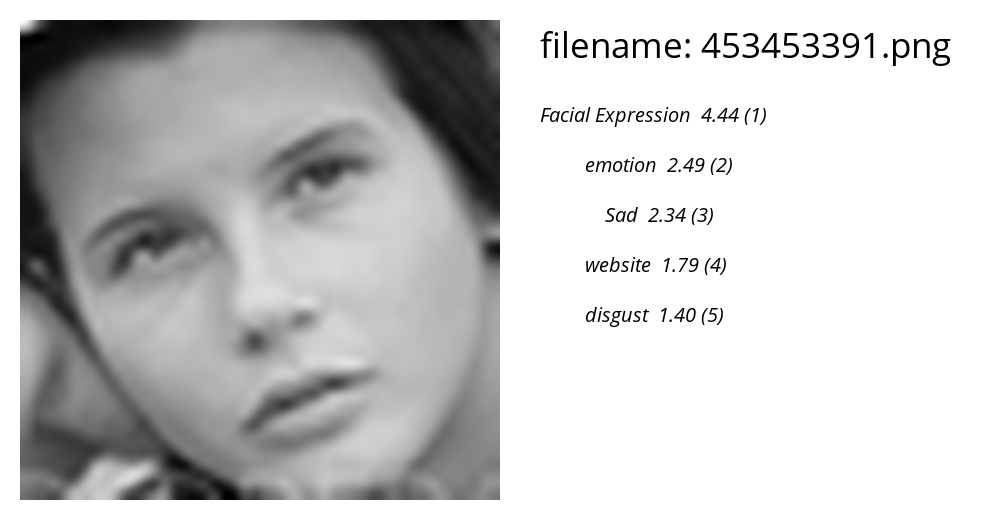 filename: 453453391.png
Facial Expression 4.44 (1)
emotion 2.49 (2)
Sad 2.34 (3)
website 1.79 (4)
disgust 1.40 (5)